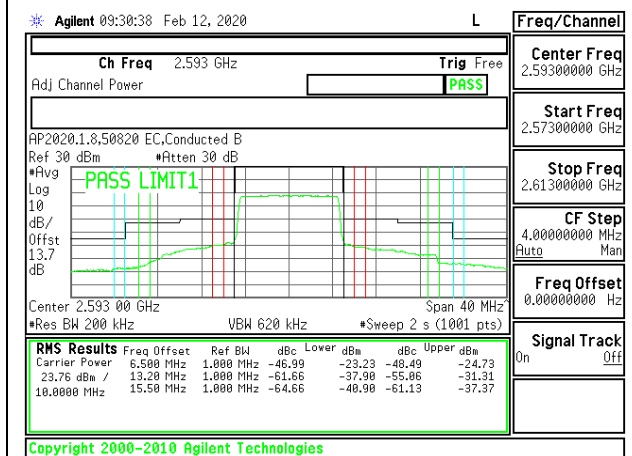 Agilent 09:30:38 Feb 12, 2020 L
Ch Freq 2.593 GHz Trig Free
Adj Channel Power PASS
AP2020.1.8,50820 EC,Conducted B
Ref 30 dBm #Atten 30 dB
#Avg
Log
10
dB/
Offst
13.7
dB
PASS LIMIT1
Center 2.593 00 GHz Span 40 MHz
#Res BW 200 kHz VBW 620 kHz #Sweep 2 s (1001 pts)
RMS Results Freq Offset Ref BW dBc Lower dBm dBc Upper dBm
Carrier Power 6.500 MHz 1.000 MHz -46.99 -23.23 -48.49 -24.73
23.76 dBm / 13.20 MHz 1.000 MHz -61.66 -37.90 -55.06 -31.31
10.0000 MHz 15.50 MHz 1.000 MHz -64.66 -40.90 -61.13 -37.37
Copyright 2000-2010 Agilent Technologies
Freq/Channel
Center Freq
2.59300000 GHz
Start Freq
2.57300000 GHz
Stop Freq
2.61300000 GHz
CF Step
4.00000000 MHz
Auto Man
Freq Offset
0.00000000 Hz
Signal Track
On Off